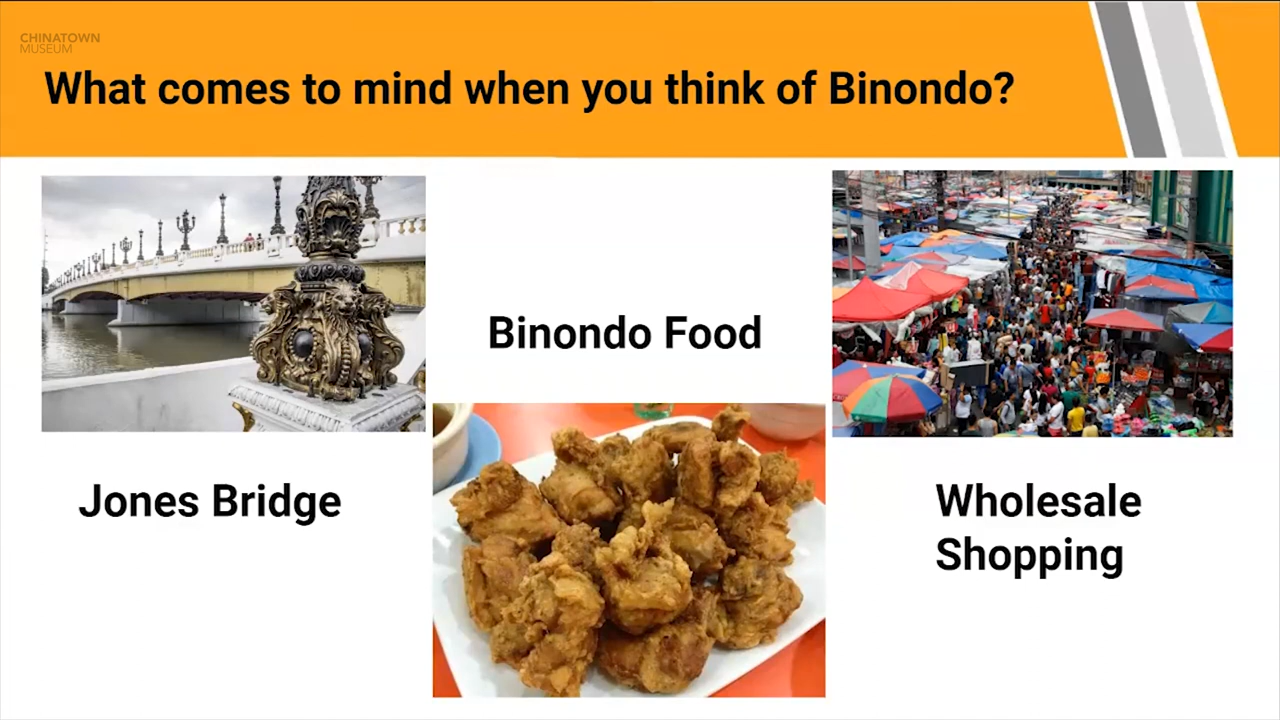 CHINATOWN
MUSEUM
What comes to mind when you think of Binondo?
Binondo Food
Jones Bridge
Wholesale
Shopping